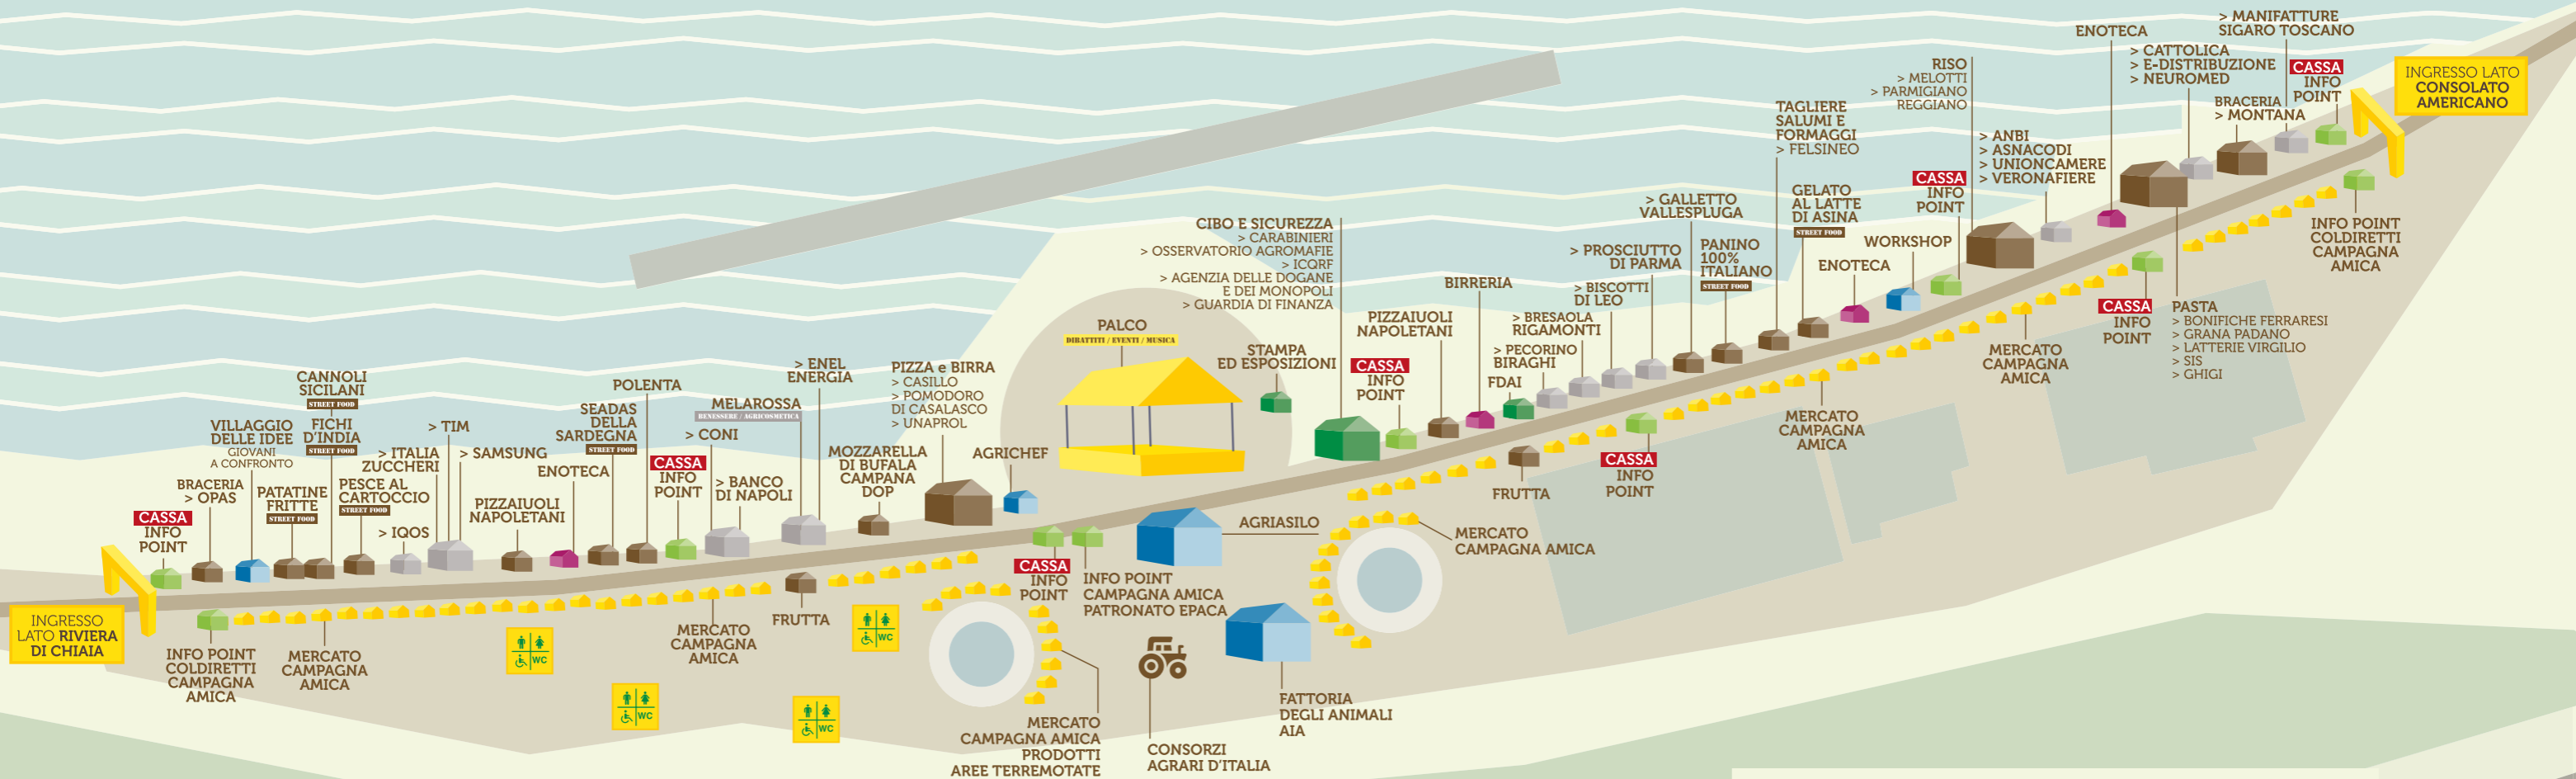 INGRESSO
LATO RIVIERA
DI CHIAIA
CASSA
INFO
POINT
INFO POINT
COLDIRETTI
CAMPAGNA
AMICA
BRACERIA
> OPAS
VILLAGGIO
DELLE IDEE
GIOVANI
A CONFRONTO
PATATINE
FRITTE
STREET FOOD
CANNOLI
SICILANI
STREET FOOD
FICHI
D'INDIA
STREET FOOD
MERCATO
CAMPAGNA
AMICA
PESCE AL
CARTOCCIO
STREET FOOD
> ITALIA
ZUCCHERI
> IQOS
> TIM
> SAMSUNG
PIZZAIUOLI
NAPOLETANI
ENOTECA
SEADAS
DELLA
SARDEGNA
STREET FOOD
POLENTA
CASSA
INFO
POINT
> CONI
MELAROSSA
BENESSERE / AGRICOSMETICA
> BANCO
DI NAPOLI
> ENEL
ENERGIA
WC
WC
WC
WC
MERCATO
CAMPAGNA
AMICA
FRUTTA
MOZZARELLA
DI BUFALA
CAMPANA
DOP
PIZZA e BIRRA
> CASILLO
> POMODORO
DI CASALASCO
> UNAPROL
AGRICHEF
CASSA
INFO
POINT
INFO POINT
CAMPAGNA AMICA
PATRONATO EPACA
MERCATO
CAMPAGNA AMICA
PRODOTTI
AREE TERREMOTATE
CONSORZI
AGRARI D'ITALIA
FATTORIA
DEGLI ANIMALI
AIA
AGRIASILO
MERCATO
CAMPAGNA AMICA
PALCO
DIBATTITI / EVENTI / MUSICA
STAMPA
ED ESPOSIZIONI
CIBO E SICUREZZA
> CARABINIERI
> OSSERVATORIO AGROMAFIE
> ICQRF
> AGENZIA DELLE DOGANE
E DEI MONOPOLI
> GUARDIA DI FINANZA
CASSA
INFO
POINT
PIZZAIUOLI
NAPOLETANI
BIRRERIA
FDAI
> PECORINO
BIRAGHI
> BRESAOLA
RIGAMONTI
> BISCOTTI
DI LEO
> PROSCIUTTO
DI PARMA
> GALLETTO
VALLESPLUGA
PANINO
100%
ITALIANO
STREET FOOD
FRUTTA
CASSA
INFO
POINT
TAGLIERE
SALUMI E
FORMAGGI
> FELSINEO
GELATO
AL LATTE
DI ASINA
STREET FOOD
MERCATO
CAMPAGNA
AMICA
ENOTECA
WORKSHOP
CASSA
INFO
POINT
RISO
> MELOTTI
> PARMIGIANO
REGGIANO
> ANBI
> ASNACODI
> UNIONCAMERE
> VERONAFIERE
MERCATO
CAMPAGNA
AMICA
ENOTECA
CASSA
INFO
POINT
PASTA
> BONIFICHE FERRARESI
> GRANA PADANO
> LATTERIE VIRGILIO
> SIS
> GHIGI
> CATTOLICA
> E-DISTRIBUZIONE
> NEUROMED
BRACERIA
> MONTANA
> MANIFATTURE
SIGARO TOSCANO
CASSA
INFO
POINT
INFO POINT
COLDIRETTI
CAMPAGNA
AMICA
INGRESSO LATO
CONSOLATO
AMERICANO